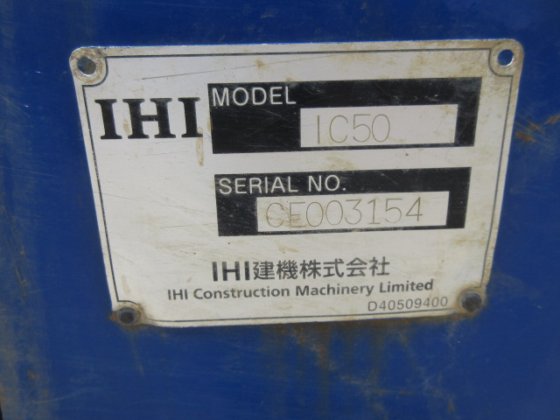 IHI
MODEL
IC50
SERIAL NO.
CE003154
IHI建機株式会社
IHI Construction Machinery Limited
D40509400